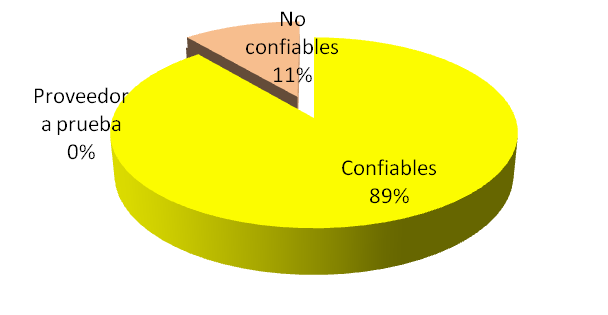 No
confiables
11%
Proveedor
a prueba
0%
Confiables
89%